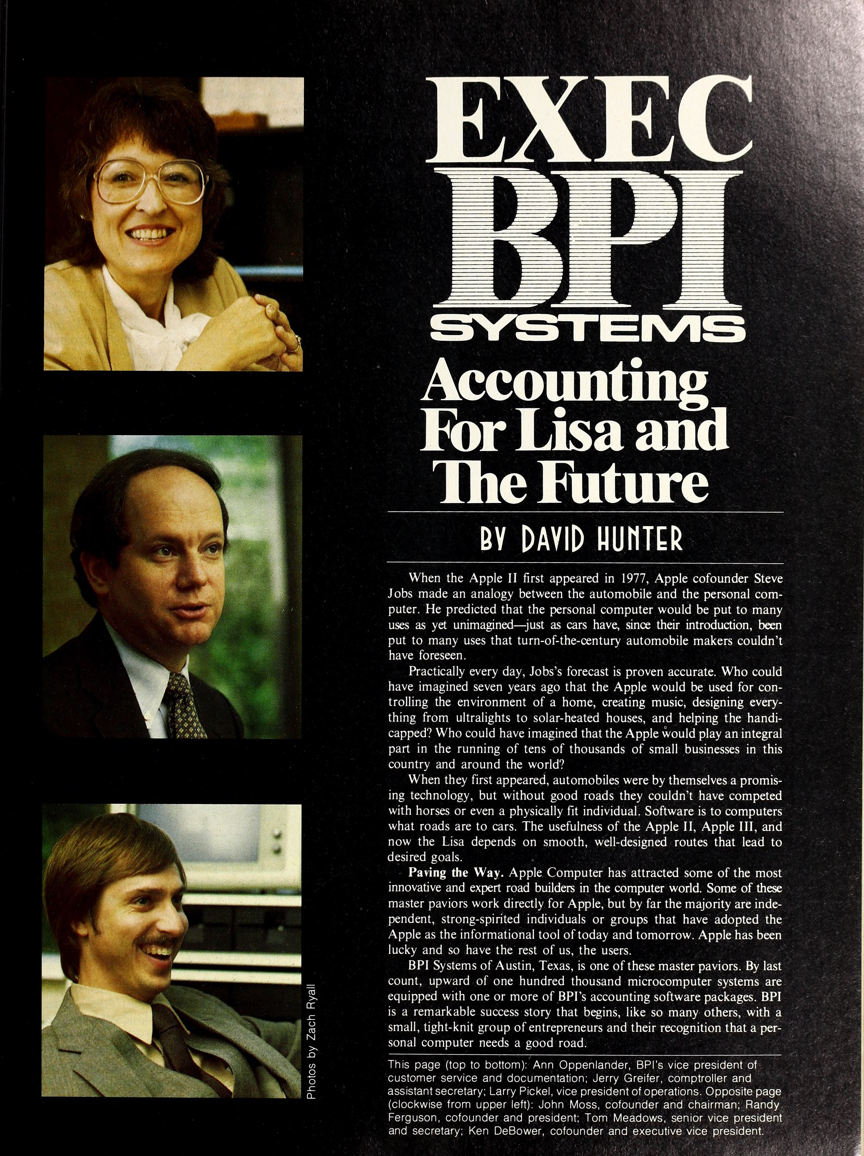 EXEC
BPI
SYSTEMS
Accounting
For Lisa and
The Future
BY DAVID HUNTER
When the Apple II first appeared in 1977, Apple cofounder Steve
Jobs made an analogy between the automobile and the personal com-
puter. He predicted that the personal computer would be put to many
uses as yet unimagined—just as cars have, since their introduction, been
put to many uses that turn-of-the-century automobile makers couldn't
have foreseen.
Practically every day, Jobs's forecast is proven accurate. Who could
have imagined seven years ago that the Apple would be used for con-
trolling the environment of a home, creating music, designing every-
thing from ultralights to solar-heated houses, and helping the handi-
capped? Who could have imagined that the Apple would play an integral
part in the running of tens of thousands of small businesses in this
country and around the world?
When they first appeared, automobiles were by themselves a promis-
ing technology, but without good roads they couldn't have competed
with horses or even a physically fit individual. Software is to computers
what roads are to cars. The usefulness of the Apple II, Apple III, and
now the Lisa depends on smooth, well-designed routes that lead to
desired goals.
Paving the Way. Apple Computer has attracted some of the most
innovative and expert road builders in the computer world. Some of these
master paviors work directly for Apple, but by far the majority are inde-
pendent, strong-spirited individuals or groups that have adopted the
Apple as the informational tool of today and tomorrow. Apple has been
lucky and so have the rest of us, the users.
BPI Systems of Austin, Texas, is one of these master paviors. By last
count, upward of one hundred thousand microcomputer systems are
equipped with one or more of BPI's accounting software packages. BPI
is a remarkable success story that begins, like so many others, with a
small, tight-knit group of entrepreneurs and their recognition that a per-
sonal computer needs a good road.
This page (top to bottom): Ann Oppenlander, BPI's vice president of
customer service and documentation; Jerry Greifer, comptroller and
assistant secretary; Larry Pickel, vice president of operations. Opposite page
(clockwise from upper left): John Moss, cofounder and chairman; Randy
Ferguson, cofounder and president; Tom Meadows, senior vice president
and secretary; Ken DeBower, cofounder and executive vice president.
Photos by Zach Ryall